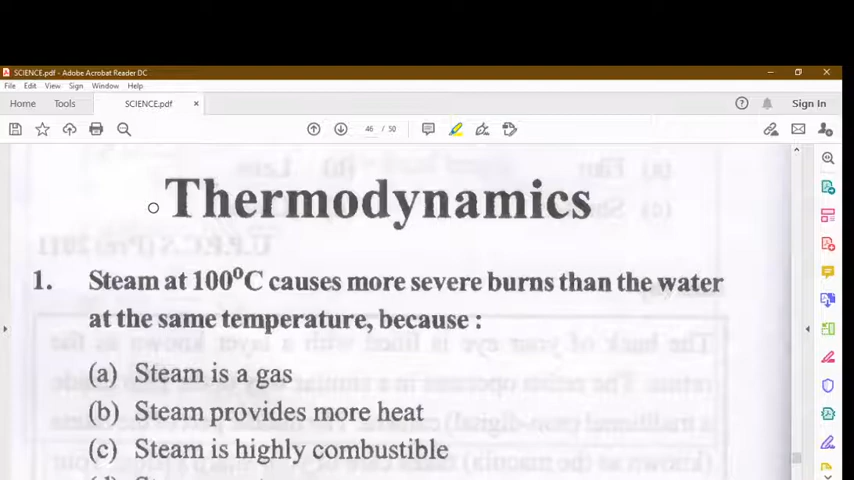 SCIENCE.pdf - Adobe Acrobat Reader DC
File Edit View Sign Window Help
Home Tools SCIENCE.pdf × Sign In
46 / 50
Thermodynamics
1. Steam at 100⁰C causes more severe burns than the water
at the same temperature, because :
(a) Steam is a gas
(b) Steam provides more heat
(c) Steam is highly combustible